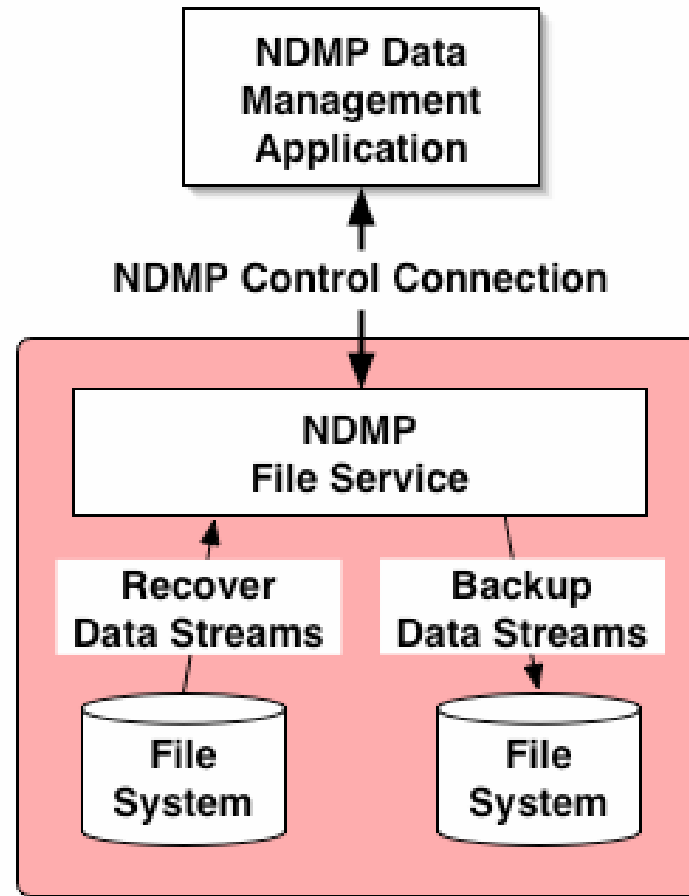 NDMP Data
Management
Application
NDMP Control Connection
NDMP
File Service
Recover
Data Streams
Backup
Data Streams
File
System
File
System